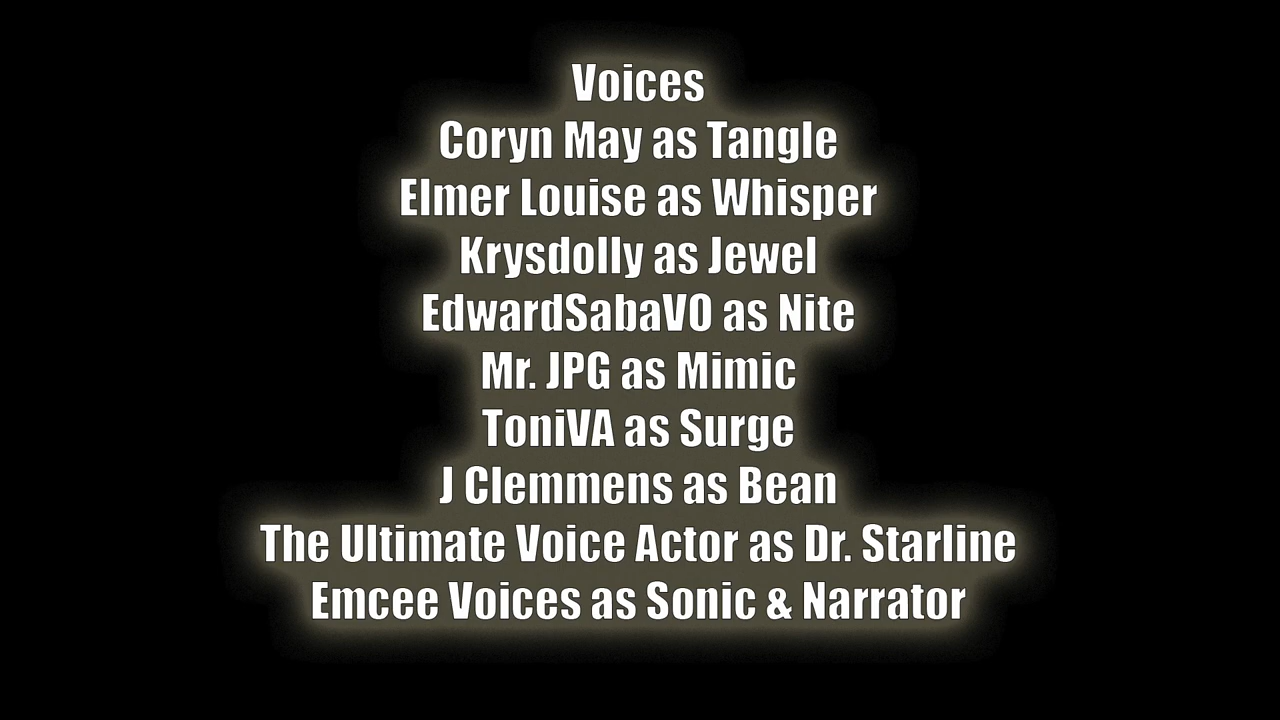 Voices
Coryn May as Tangle
Elmer Louise as Whisper
Krysdolly as Jewel
EdwardSabaVO as Nite
Mr. JPG as Mimic
ToniVA as Surge
J Clemmens as Bean
The Ultimate Voice Actor as Dr. Starline
Emcee Voices as Sonic & Narrator